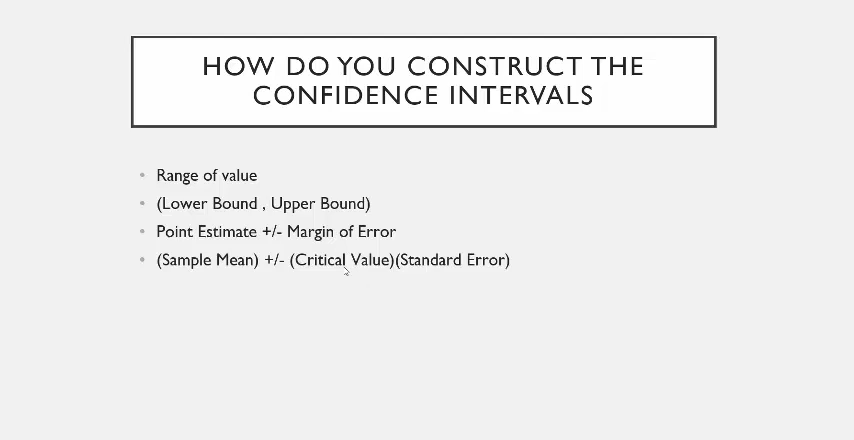 HOW DO YOU CONSTRUCT THE
CONFIDENCE INTERVALS
• Range of value
• (Lower Bound , Upper Bound)
• Point Estimate +/- Margin of Error
• (Sample Mean) +/- (Critical Value)(Standard Error)